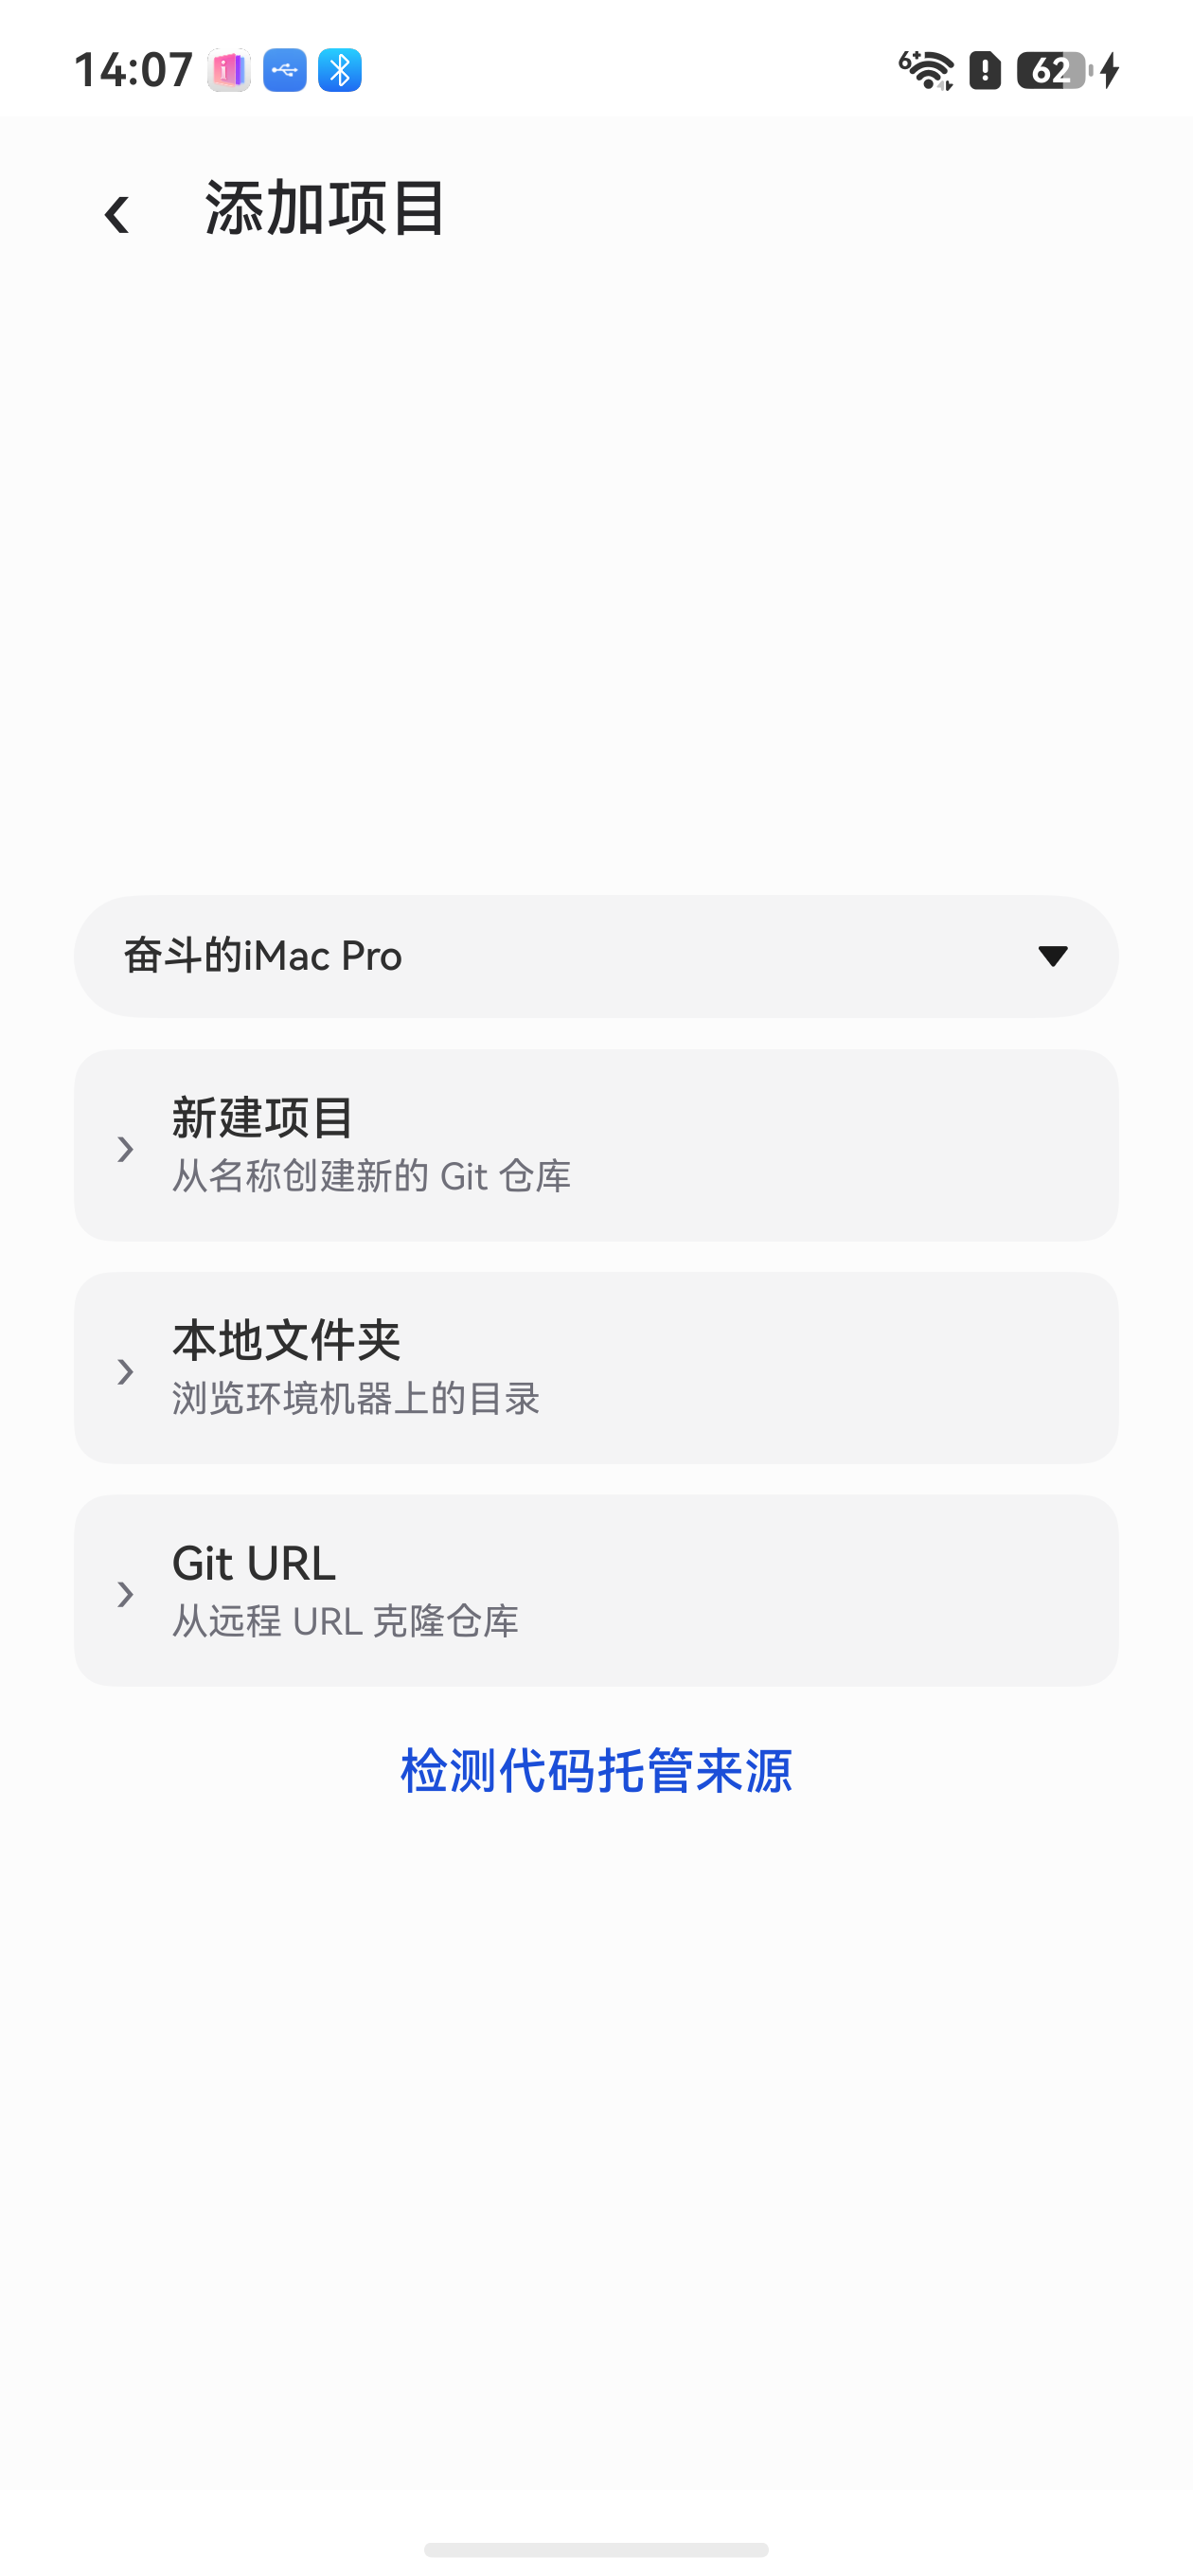 14:07
62
添加项目
奋斗的iMac Pro
新建项目
从名称创建新的 Git 仓库
本地文件夹
浏览环境机器上的目录
Git URL
从远程 URL 克隆仓库
检测代码托管来源